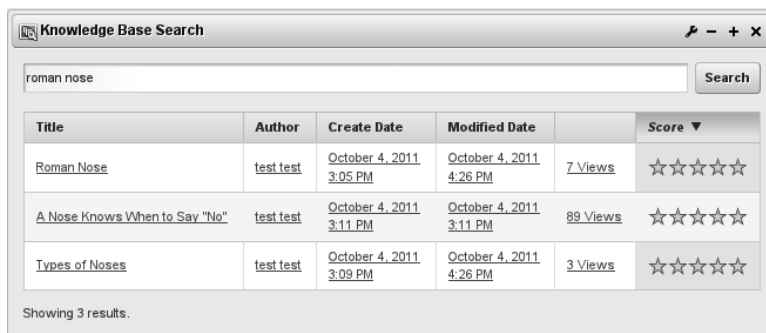 Knowledge Base Search
roman nose
Search
Title Author Create Date Modified Date Score ▼
Roman Nose test test October 4, 2011 3:05 PM October 4, 2011 4:26 PM 7 Views
A Nose Knows When to Say "No" test test October 4, 2011 3:11 PM October 4, 2011 3:11 PM 89 Views
Types of Noses test test October 4, 2011 3:09 PM October 4, 2011 4:26 PM 3 Views
Showing 3 results.